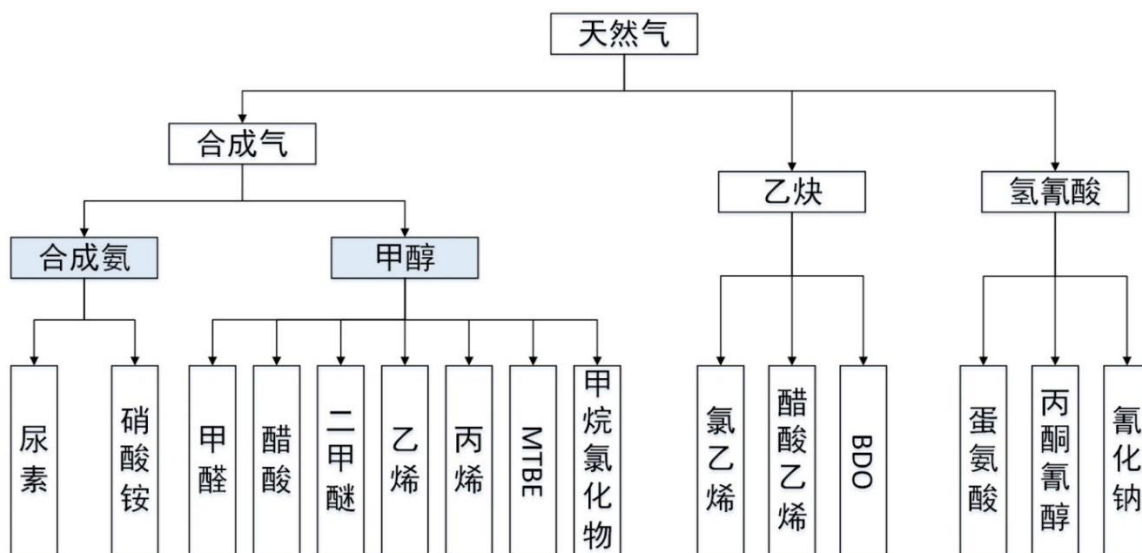 天然气
合成气
乙炔
氢氰酸
合成氨
甲醇
尿素
硝酸铵
甲醛
醋酸
二甲醚
乙烯
丙烯
MTBE
甲烷氯化物
氯乙烯
醋酸乙烯
BDO
蛋氨酸
丙酮氰醇
氰化钠